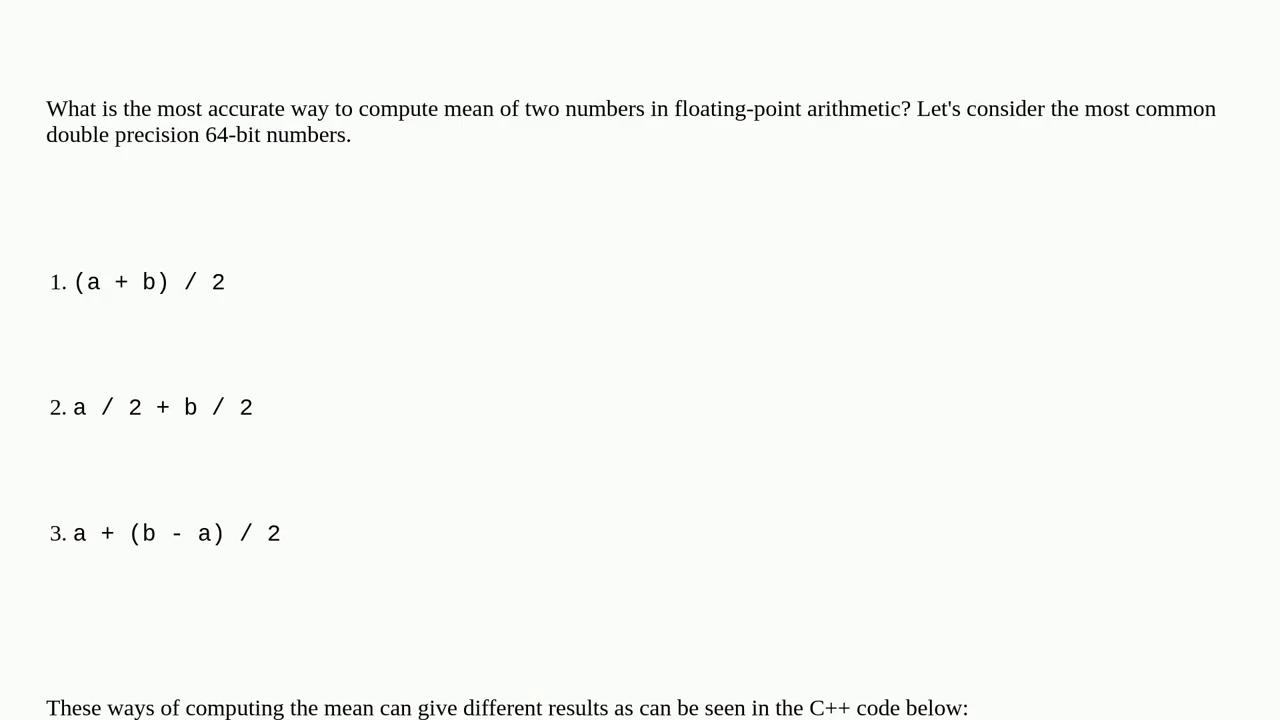 What is the most accurate way to compute mean of two numbers in floating-point arithmetic? Let's consider the most common
double precision 64-bit numbers.
1. (a + b) / 2
2. a / 2 + b / 2
3. a + (b - a) / 2
These ways of computing the mean can give different results as can be seen in the C++ code below: